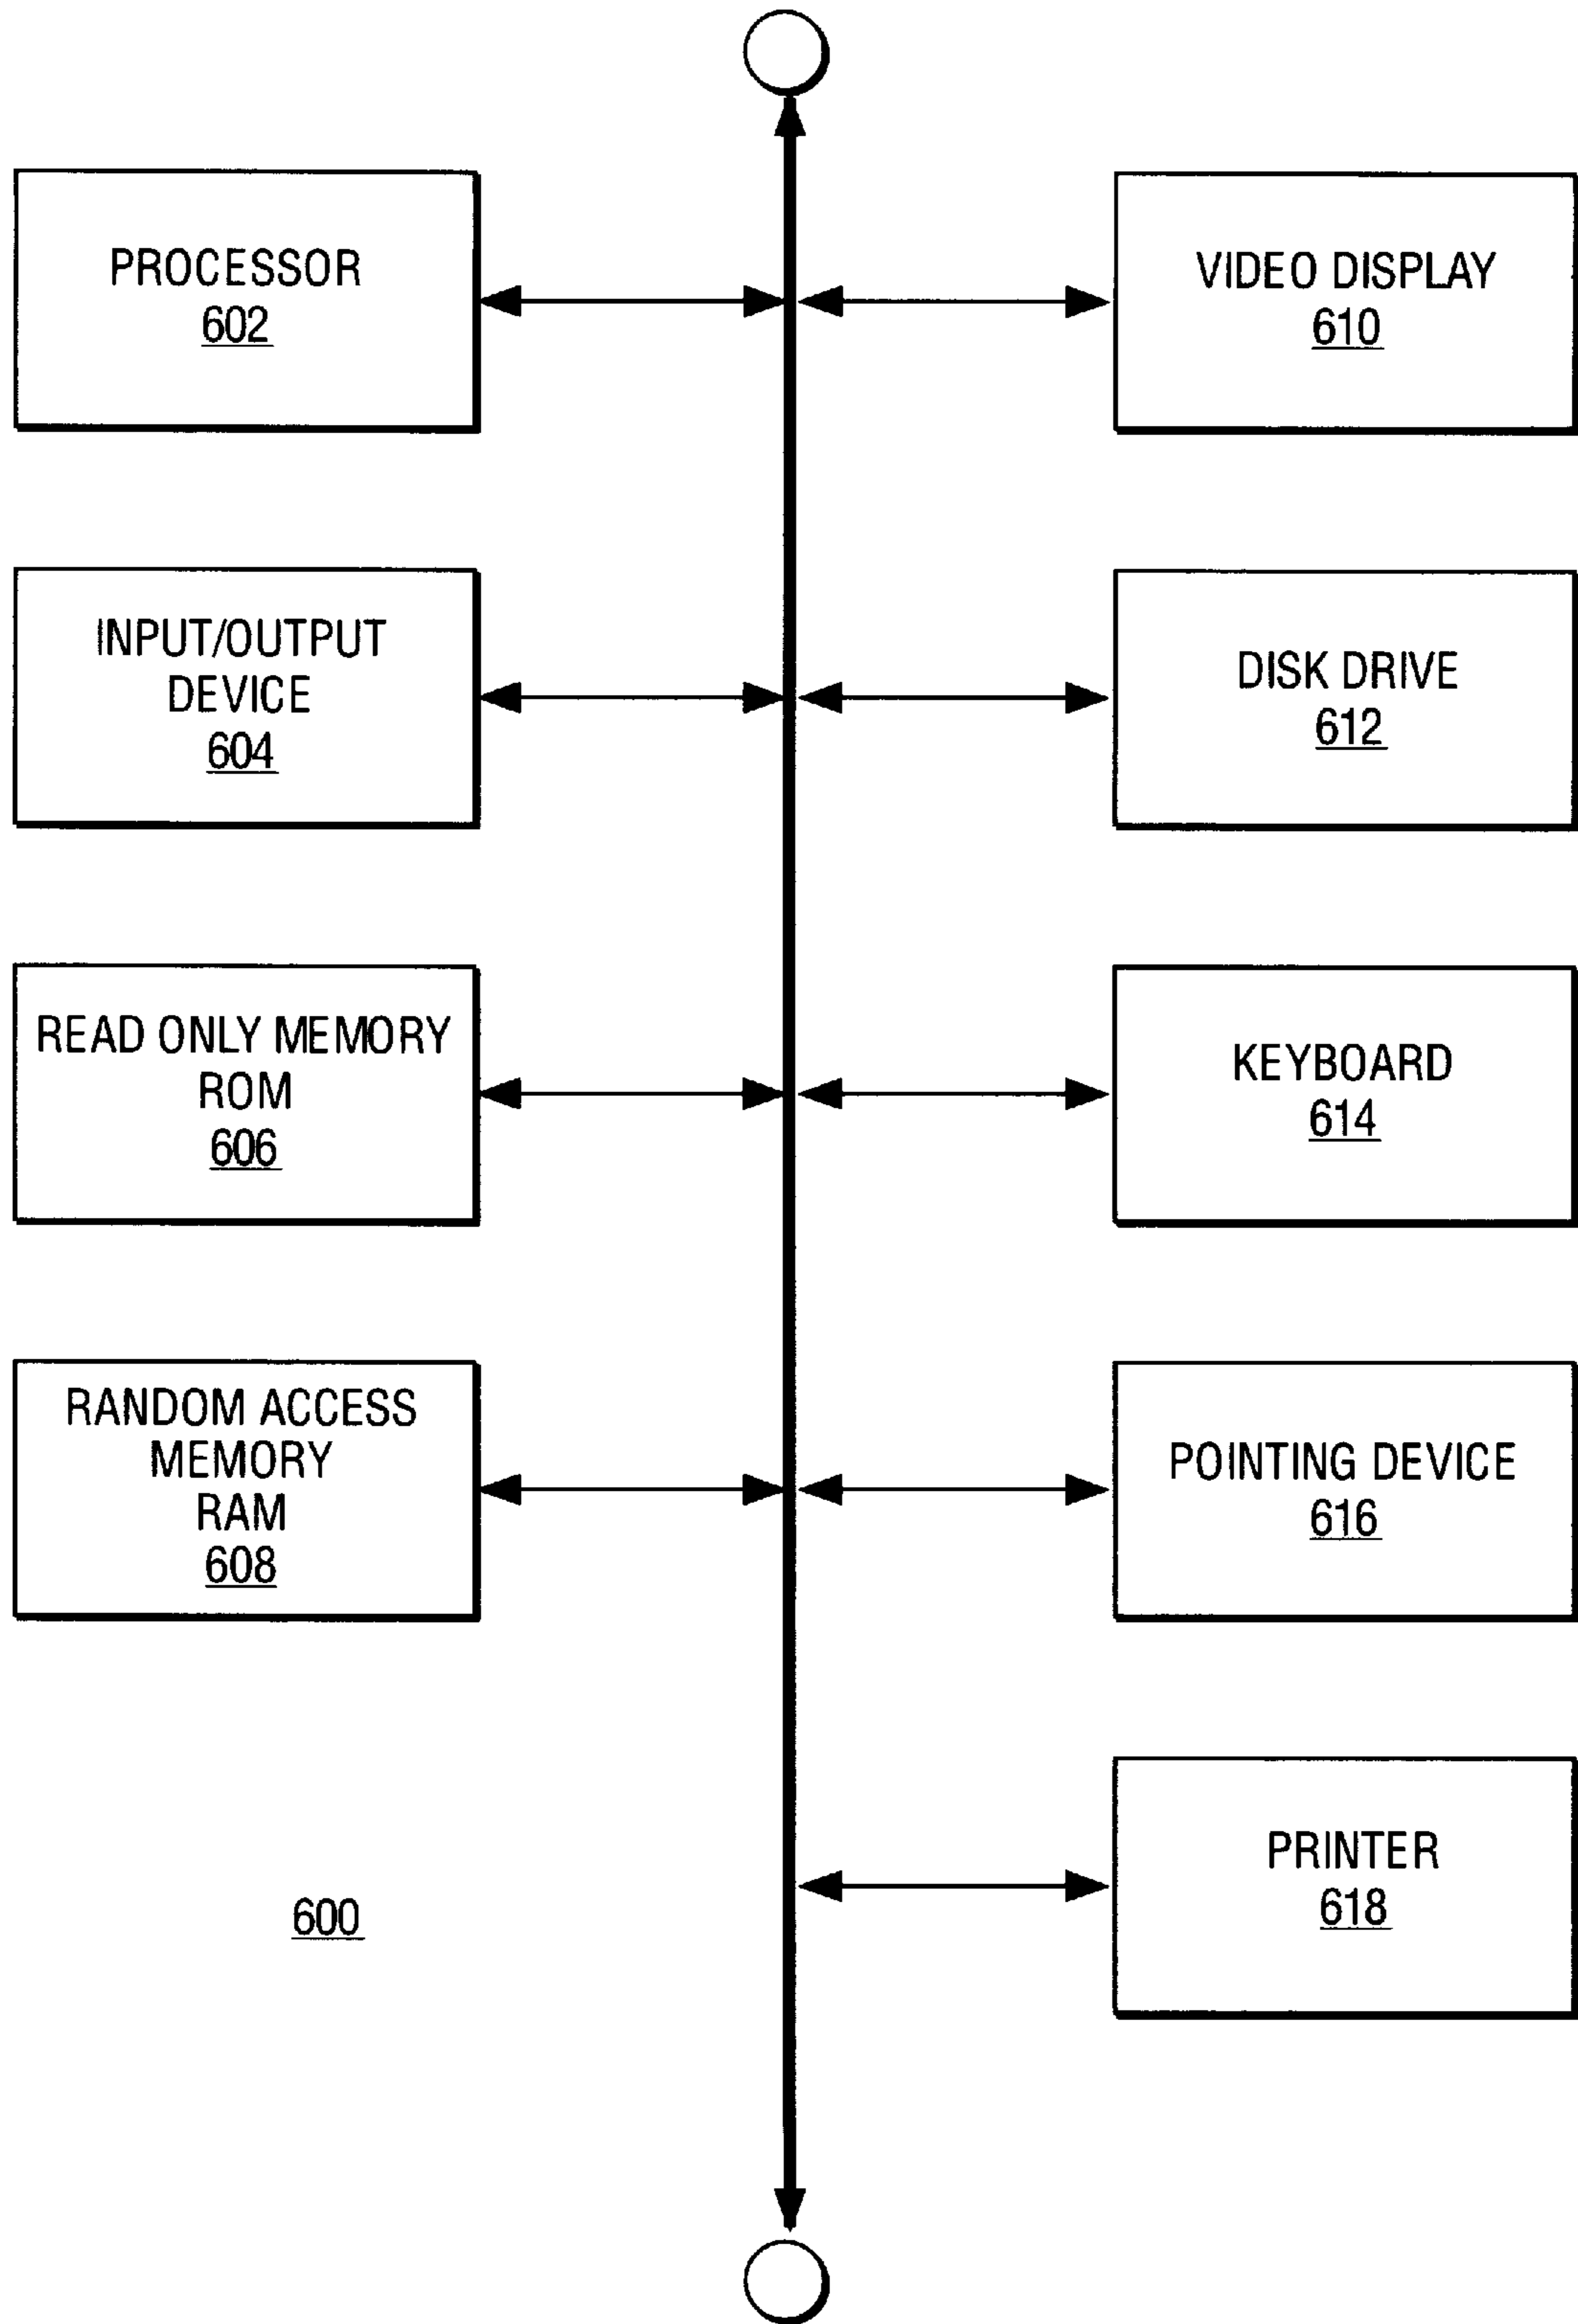 PROCESSOR
602
INPUT/OUTPUT
DEVICE
604
READ ONLY MEMORY
ROM
606
RANDOM ACCESS
MEMORY
RAM
608
600
VIDEO DISPLAY
610
DISK DRIVE
612
KEYBOARD
614
POINTING DEVICE
616
PRINTER
618